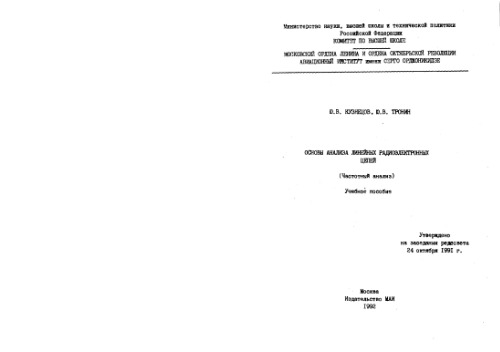 Министерство науки, высшей школы и технической политики
Российской Федерации
КОМИТЕТ ПО ВЫСШЕЙ ШКОЛЕ
МОСКОВСКИЙ ОРДЕНА ЛЕНИНА И ОРДЕНА ОКТЯБРЬСКОЙ РЕВОЛЮЦИИ
АВИАЦИОННЫЙ ИНСТИТУТ имени СЕРГО ОРДЖОНИКИДЗЕ
Ю.В. КУЗНЕЦОВ, Ю.В. ТРОНИН
ОСНОВЫ АНАЛИЗА ЛИНЕЙНЫХ РАДИОЭЛЕКТРОННЫХ
ЦЕПЕЙ
(Частотный анализ)
Учебное пособие
Утверждено
на заседании редсовета
24 октября 1991 г.
Москва
Издательство МАИ
1992